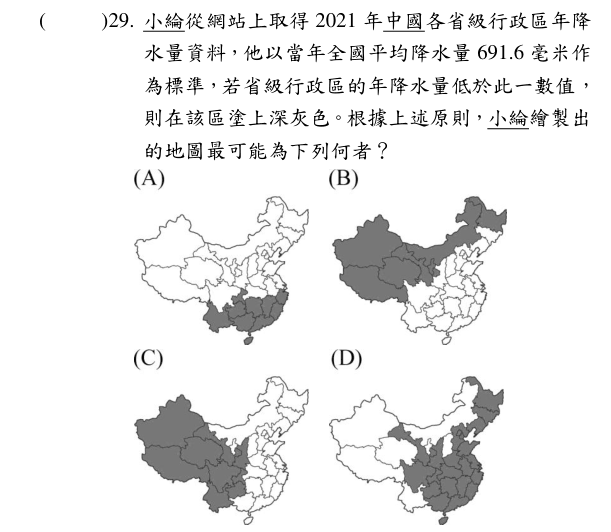 (　　)29. 小綸從網站上取得 2021 年中國各省級行政區年降
水量資料，他以當年全國平均降水量 691.6 毫米作
為標準，若省級行政區的年降水量低於此一數值，
則在該區塗上深灰色。根據上述原則，小綸繪製出
的地圖最可能為下列何者？
(A) (B)
(C) (D)